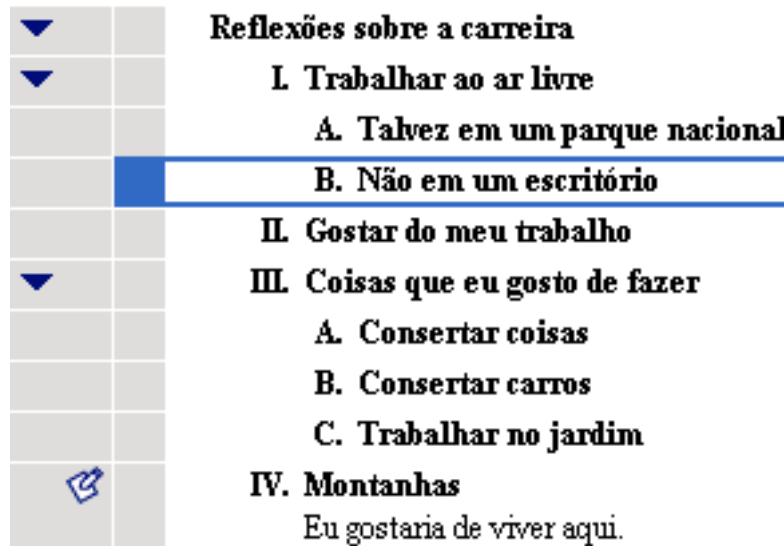 Reflexões sobre a carreira
I. Trabalhar ao ar livre
A. Talvez em um parque nacional
B. Não em um escritório
II. Gostar do meu trabalho
III. Coisas que eu gosto de fazer
A. Consertar coisas
B. Consertar carros
C. Trabalhar no jardim
IV. Montanhas
Eu gostaria de viver aqui.